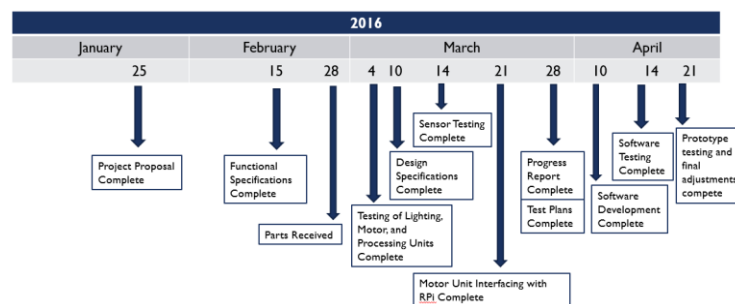 2016
January February March April
25 15 28 4 10 14 21 28 10 14 21
Sensor Testing
Complete
Project Proposal
Complete
Functional
Specifications
Complete
Design
Specifications
Complete
Progress
Report
Complete
Software
Testing
Complete
Prototype
testing and
final
adjustments
compete
Parts Received
Testing of Lighting,
Motor, and
Processing Units
Complete
Test Plans
Complete
Software
Development
Complete
Motor Unit Interfacing with
RPi Complete